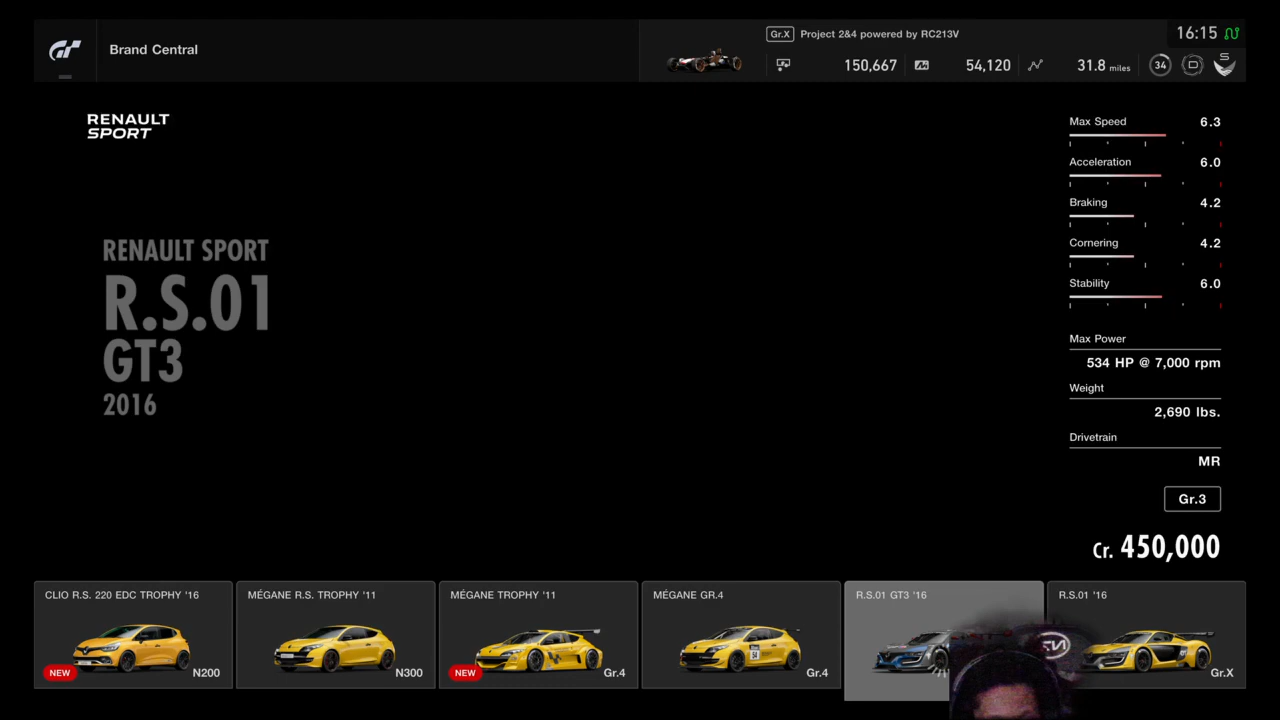 Brand Central
Gr.X Project 2&4 powered by RC213V
16:15
150,667
54,120
31.8 miles
34
D
S
RENAULT
SPORT
RENAULT SPORT
R.S.01
GT3
2016
Max Speed 6.3
Acceleration 6.0
Braking 4.2
Cornering 4.2
Stability 6.0
Max Power
534 HP @ 7,000 rpm
Weight
2,690 lbs.
Drivetrain
MR
Gr.3
Cr. 450,000
CLIO R.S. 220 EDC TROPHY '16
NEW
N200
MÉGANE R.S. TROPHY '11
N300
MÉGANE TROPHY '11
NEW
Gr.4
MÉGANE GR.4
Gr.4
R.S.01 GT3 '16
R.S.01 '16
Gr.X